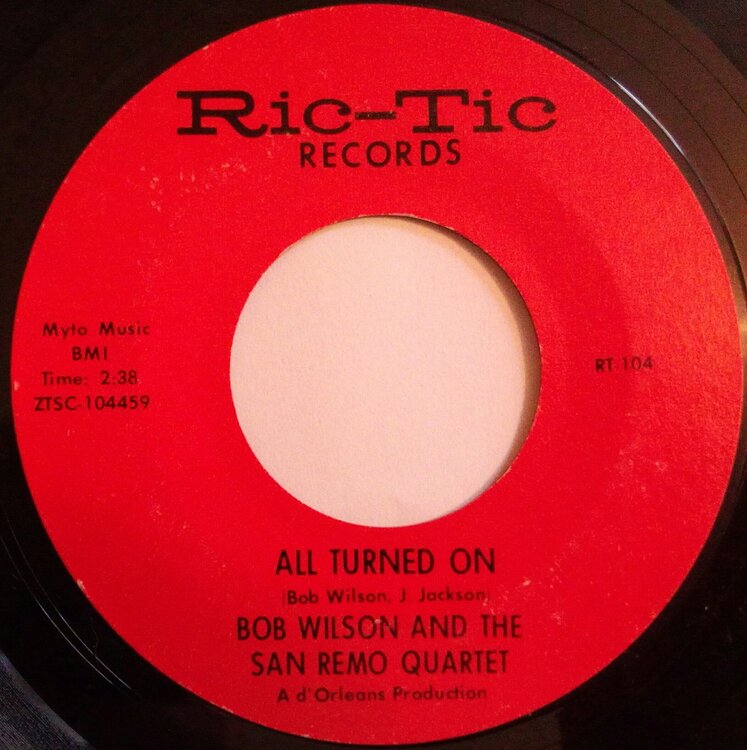 Ric-Tic
RECORDS
Myto Music
BMI
Time: 2:38
ZTSC-104459
RT 104
ALL TURNED ON
(Bob Wilson, J. Jackson)
BOB WILSON AND THE
SAN REMO QUARTET
A d'Orleans Production